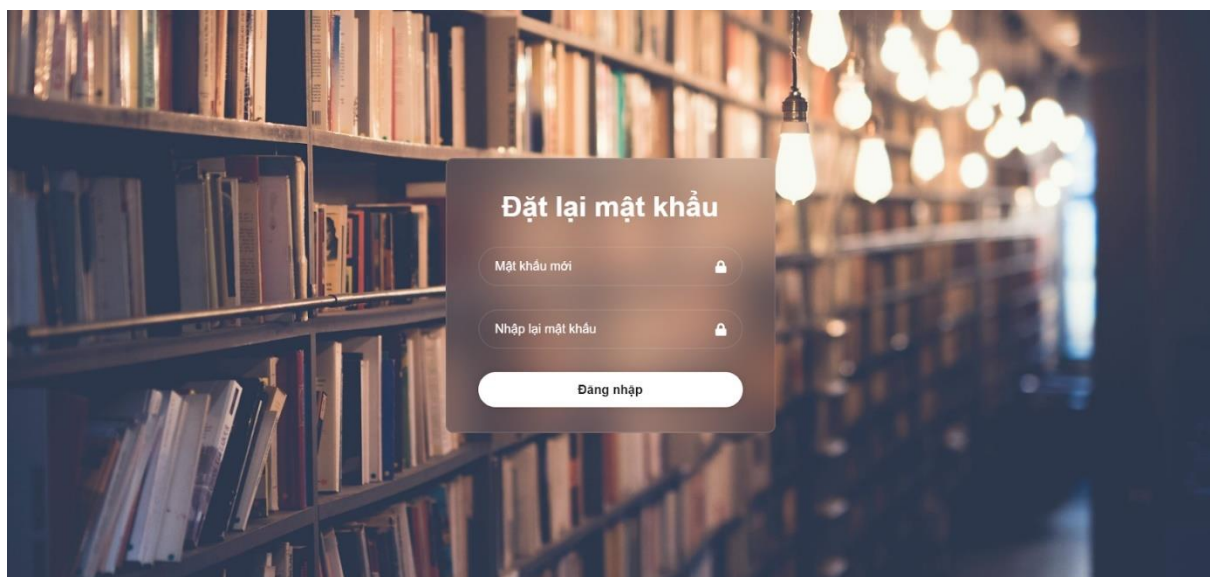 Đặt lại mật khẩu
Mật khẩu mới
Nhập lại mật khẩu
Đăng nhập